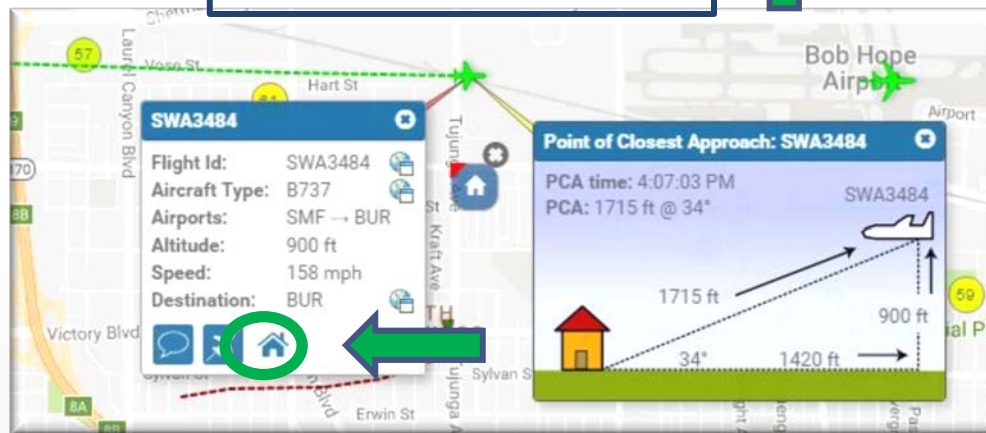 57
Laurel Canyon Blvd
Vose St
Hart St
Tujunga Ave
Bob Hope
Airport
Airport
170
8B
SWA3484
Flight Id: SWA3484
Aircraft Type: B737
Airports: SMF → BUR
Altitude: 900 ft
Speed: 158 mph
Destination: BUR
St
Kraft Ave
Point of Closest Approach: SWA3484
PCA time: 4:07:03 PM
PCA: 1715 ft @ 34°
SWA3484
1715 ft
900 ft
34°
1420 ft
59
Victory Blvd
Sylvan St
Sylvan S
Erwin St
8A
8B